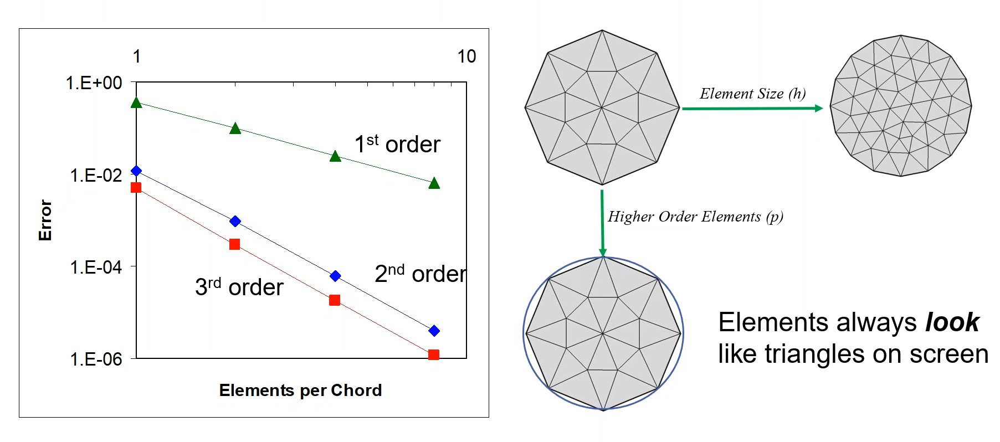 1 10
1.E+00
1.E-02
1.E-04
1.E-06
Error
1st order
2nd order
3rd order
Elements per Chord
Element Size (h)
Higher Order Elements (p)
Elements always look
like triangles on screen